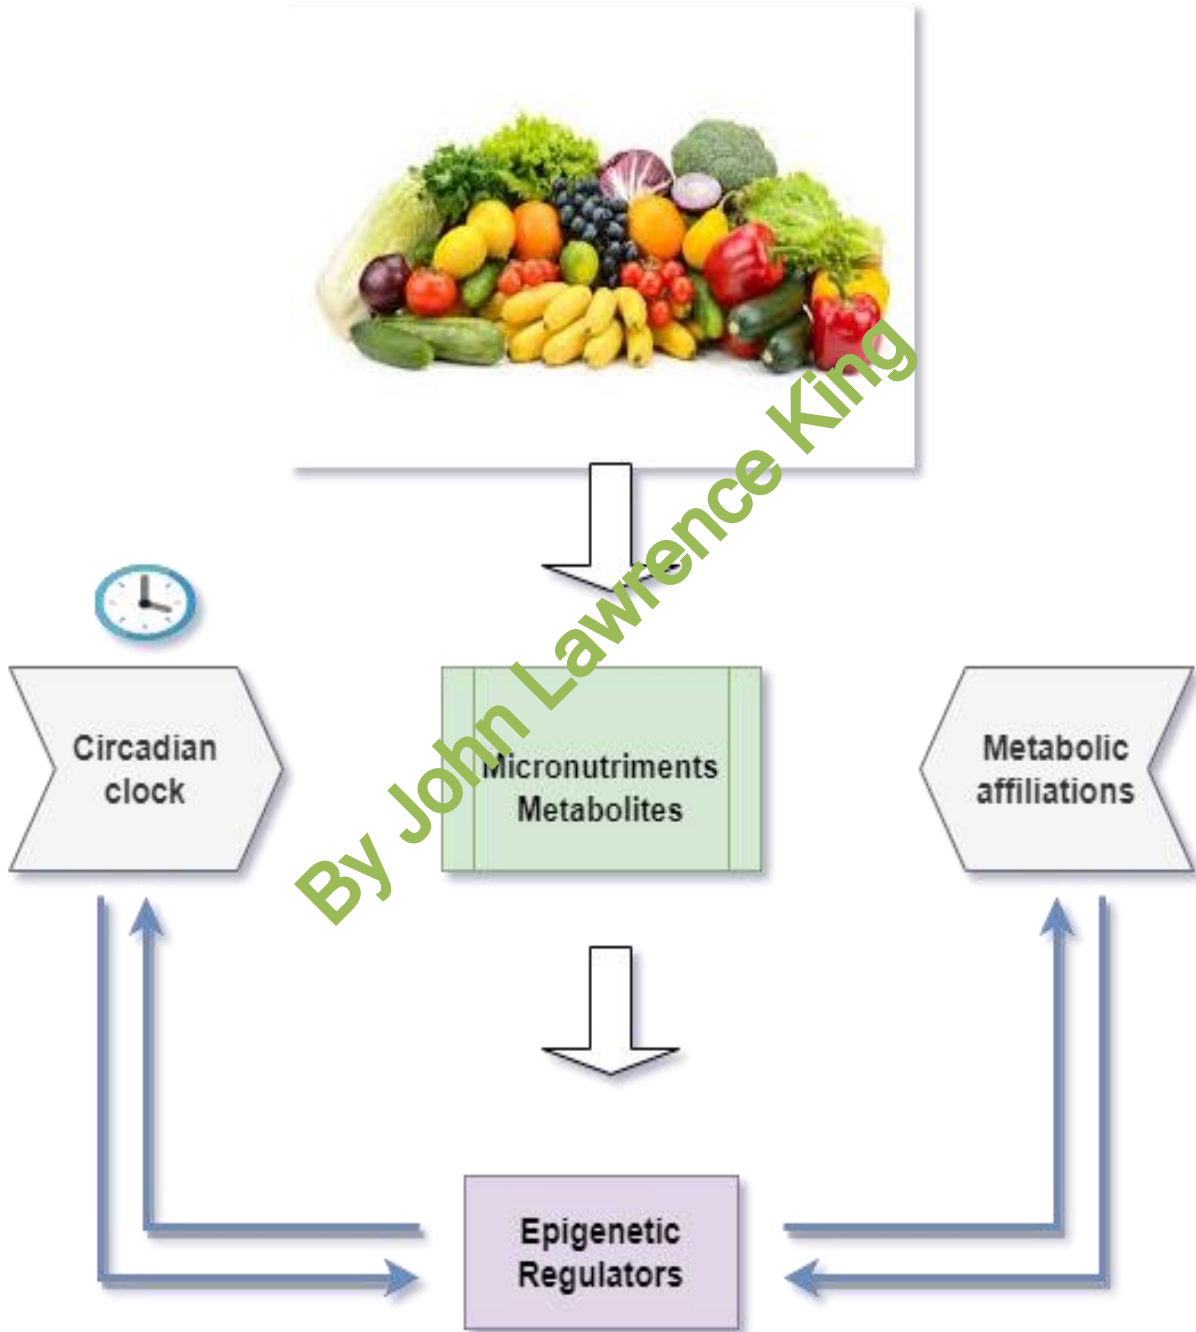 Circadian
clock
Micronutriments
Metabolites
Metabolic
affiliations
Epigenetic
Regulators
By John Lawrence King